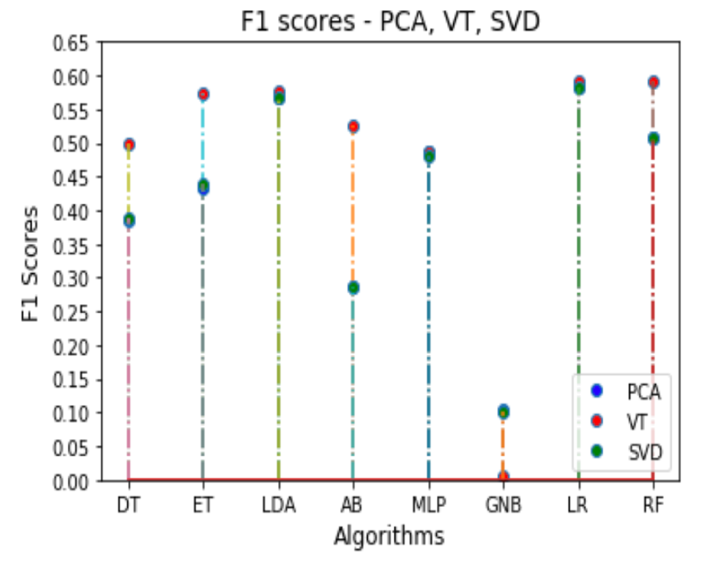 F1 scores - PCA, VT, SVD
0.65
0.60
0.55
0.50
0.45
0.40
0.35
0.30
0.25
0.20
0.15
0.10
0.05
0.00
F1 Scores
PCA
VT
SVD
DT ET LDA AB MLP GNB LR RF
Algorithms